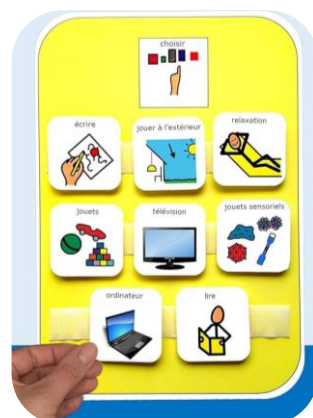 choisir
écrire
jouer à l'extérieur
relaxation
jouets
télévision
jouets sensoriels
ordinateur
lire